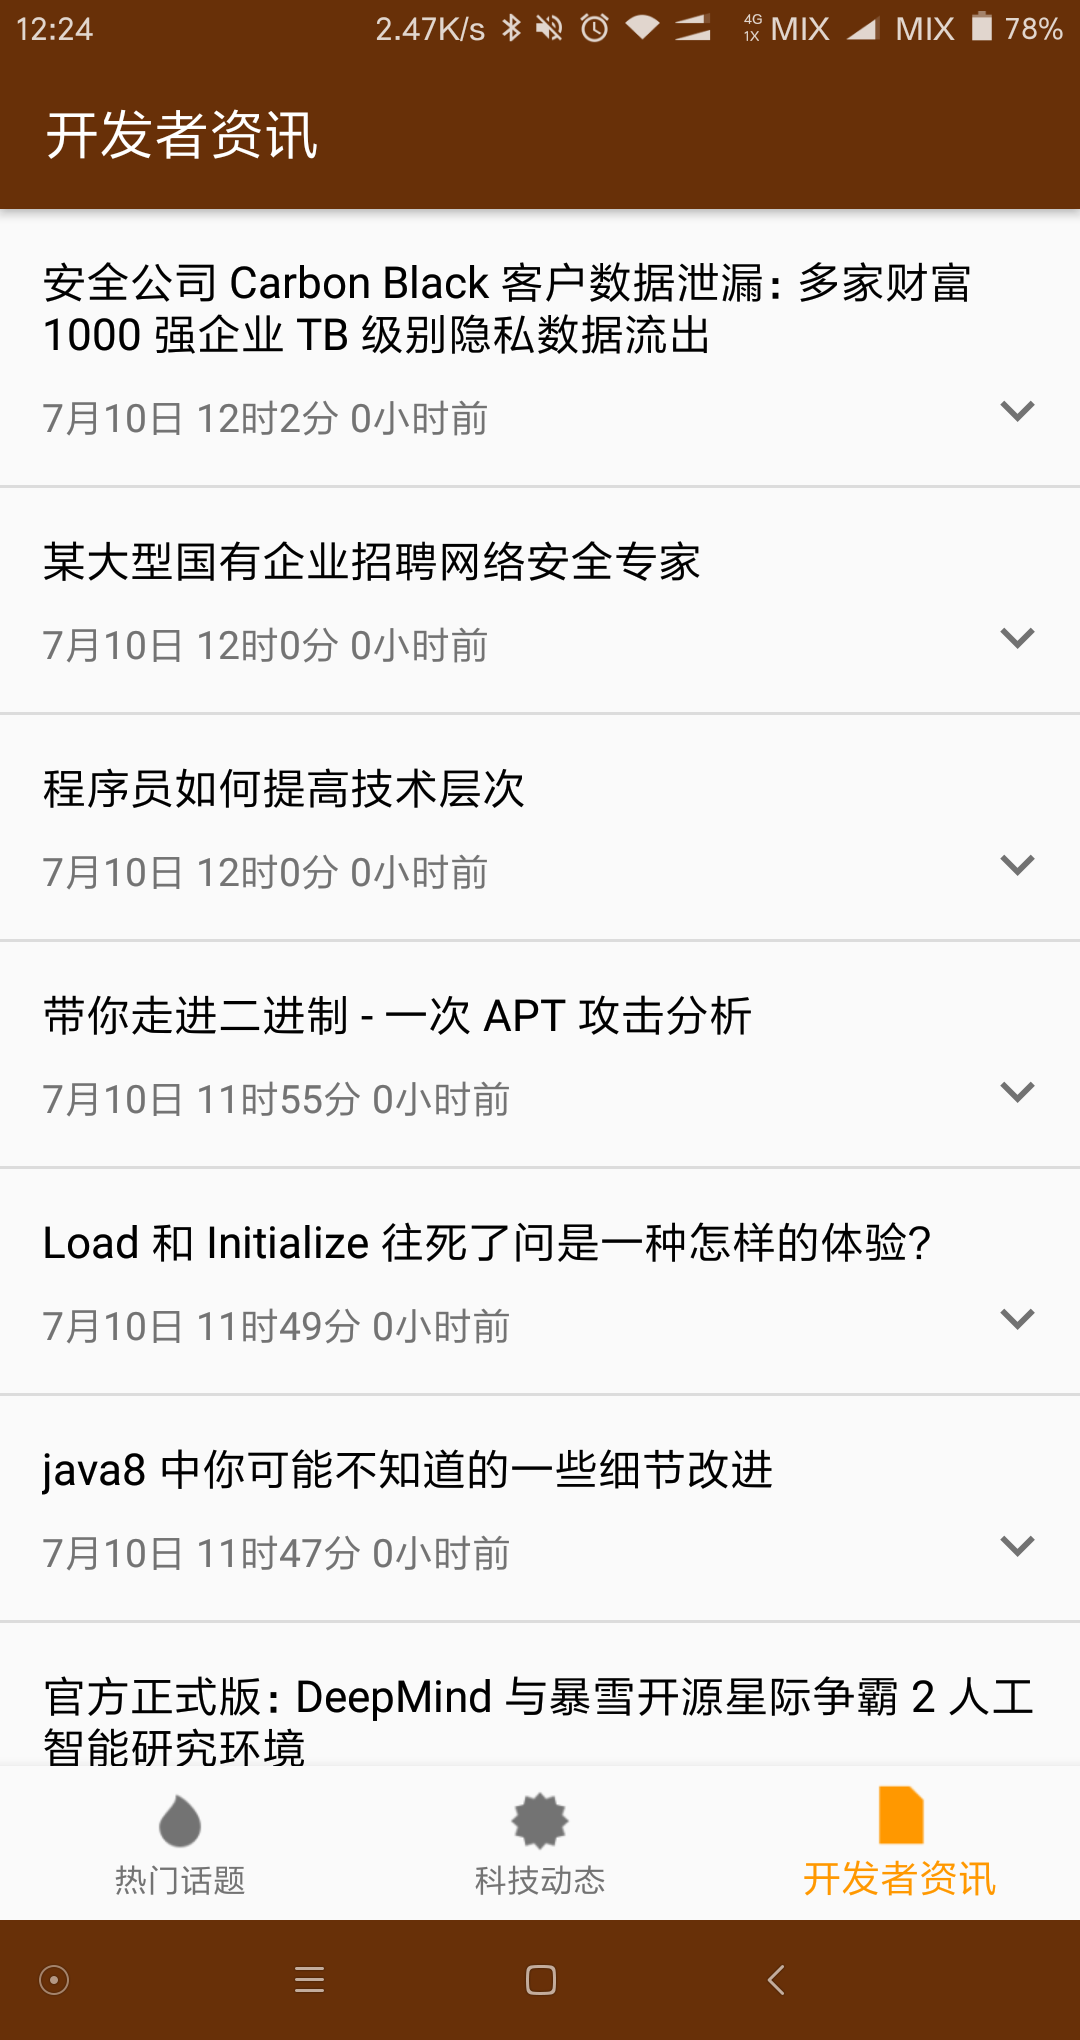 12:24 2.47K/s 4G 1X MIX MIX 78%
开发者资讯
安全公司 Carbon Black 客户数据泄漏：多家财富
1000 强企业 TB 级别隐私数据流出
7月10日 12时2分 0小时前
某大型国有企业招聘网络安全专家
7月10日 12时0分 0小时前
程序员如何提高技术层次
7月10日 12时0分 0小时前
带你走进二进制 - 一次 APT 攻击分析
7月10日 11时55分 0小时前
Load 和 Initialize 往死了问是一种怎样的体验?
7月10日 11时49分 0小时前
java8 中你可能不知道的一些细节改进
7月10日 11时47分 0小时前
官方正式版：DeepMind 与暴雪开源星际争霸 2 人工
智能研究环境
热门话题 科技动态 开发者资讯